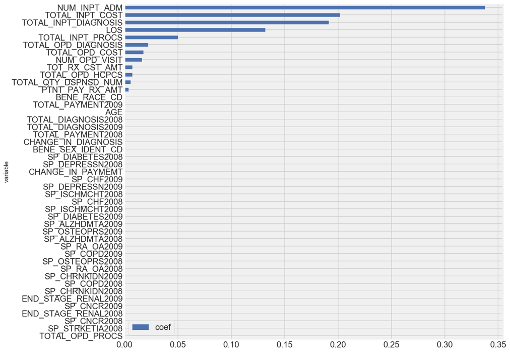 NUM_INPT_ADM
TOTAL_INPT_COST
TOTAL_INPT_DIAGNOSIS
LOS
TOTAL_INPT_PROCS
TOTAL_OPD_DIAGNOSIS
TOTAL_OPD_COST
NUM_OPD_VISIT
TOT_RX_CST_AMT
TOTAL_OPD_HCPCS
TOTAL_QTY_DSPNSD_NUM
PTNT_PAY_RX_AMT
BENE_RACE_CD
TOTAL_PAYMENT2009
AGE
TOTAL_DIAGNOSIS2008
TOTAL_DIAGNOSIS2009
TOTAL_PAYMENT2008
CHANGE_IN_DIAGNOSIS
BENE_SEX_IDENT_CD
SP_DIABETES2008
SP_DEPRESSN2008
CHANGE_IN_PAYEMT
SP_CHF2009
SP_DEPRESSN2009
SP_ISCHMCHT2009
SP_CHF2008
SP_ISCHMCHT2008
SP_DIABETES2009
SP_ALZHDMTA2009
SP_OSTEOPRS2009
SP_ALZHDMTA2008
SP_RA_OA2009
SP_COPD2009
SP_OSTEOPRS2008
SP_RA_OA2008
SP_CHRNKIDN2009
SP_COPD2008
SP_CHRNKIDN2008
END_STAGE_RENAL2009
SP_CNCR2009
END_STAGE_RENAL2008
SP_CNCR2008
SP_STRKETIA2008
TOTAL_OPD_PROCS
variable
coef
0.00 0.05 0.10 0.15 0.20 0.25 0.30 0.35